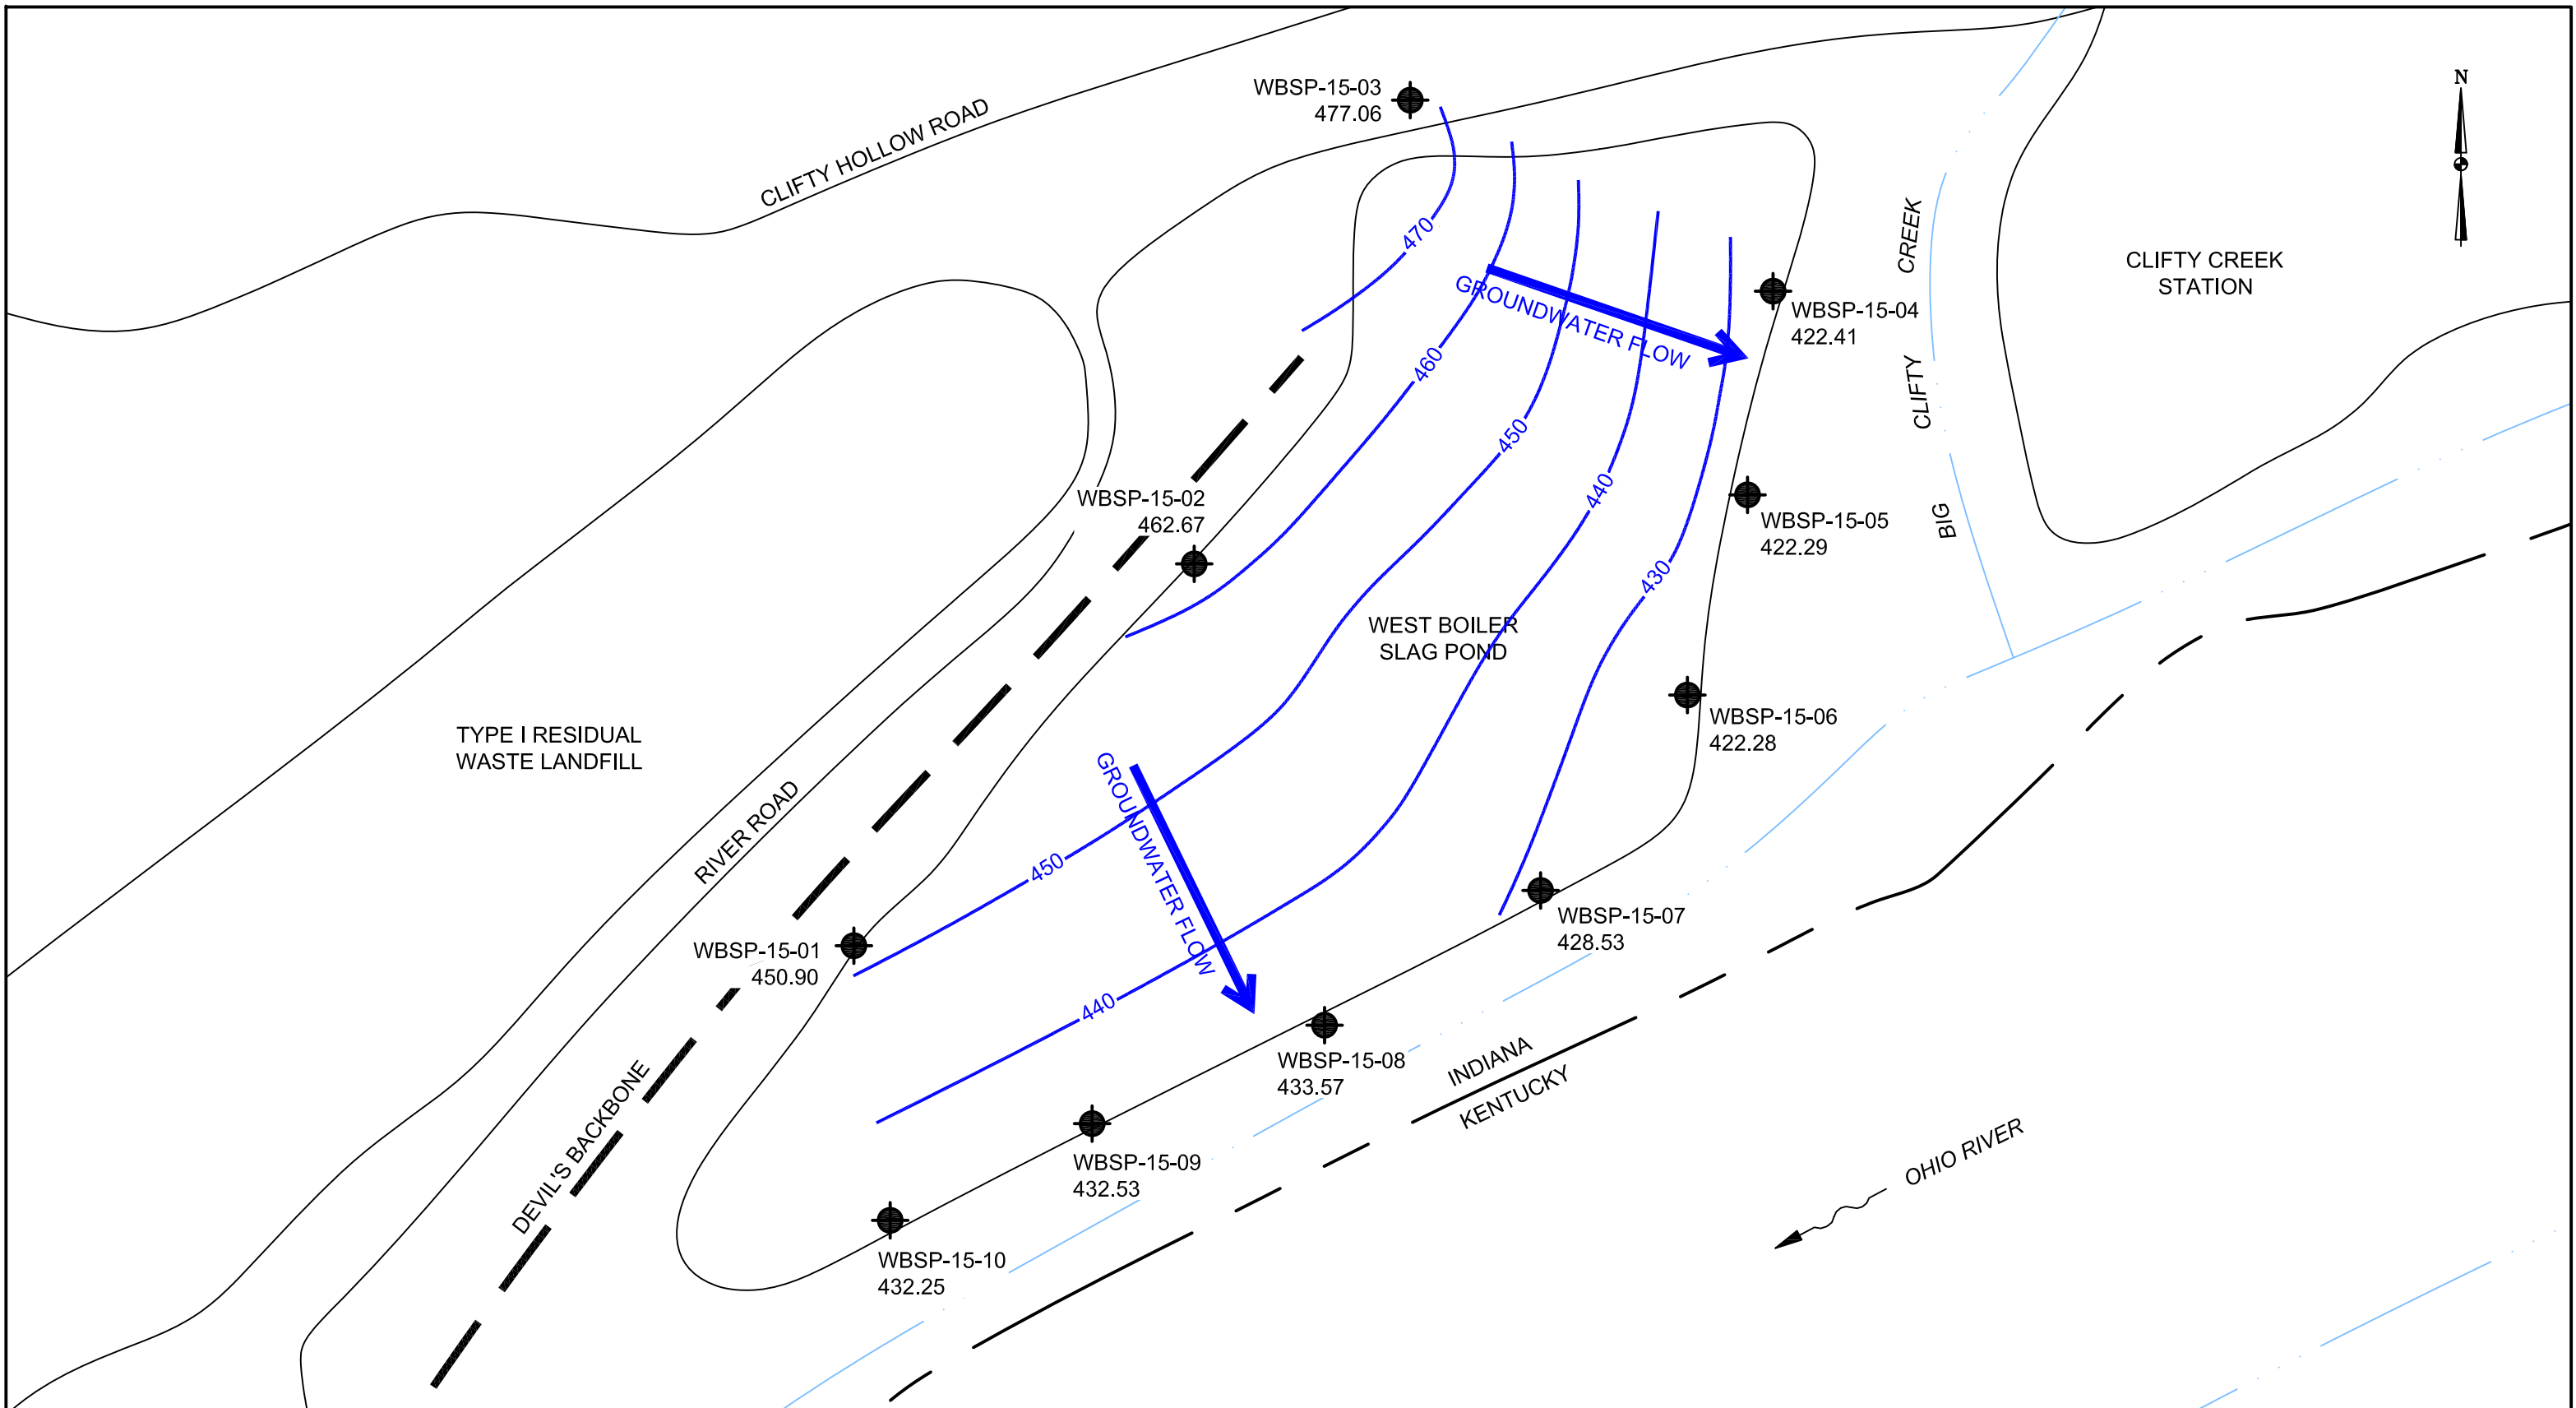 N
WBSP-15-03
477.06
CLIFTY HOLLOW ROAD
470
CLIFTY CREEK
STATION
GROUNDWATER FLOW
WBSP-15-04
422.41
BIG CLIFTY CREEK
460
450
440
430
WBSP-15-02
462.67
WBSP-15-05
422.29
WEST BOILER
SLAG POND
WBSP-15-06
422.28
TYPE I RESIDUAL
WASTE LANDFILL
RIVER ROAD
GROUNDWATER FLOW
450
440
WBSP-15-01
450.90
WBSP-15-07
428.53
WBSP-15-08
433.57
INDIANA
KENTUCKY
DEVIL'S BACKBONE
WBSP-15-09
432.53
OHIO RIVER
WBSP-15-10
432.25